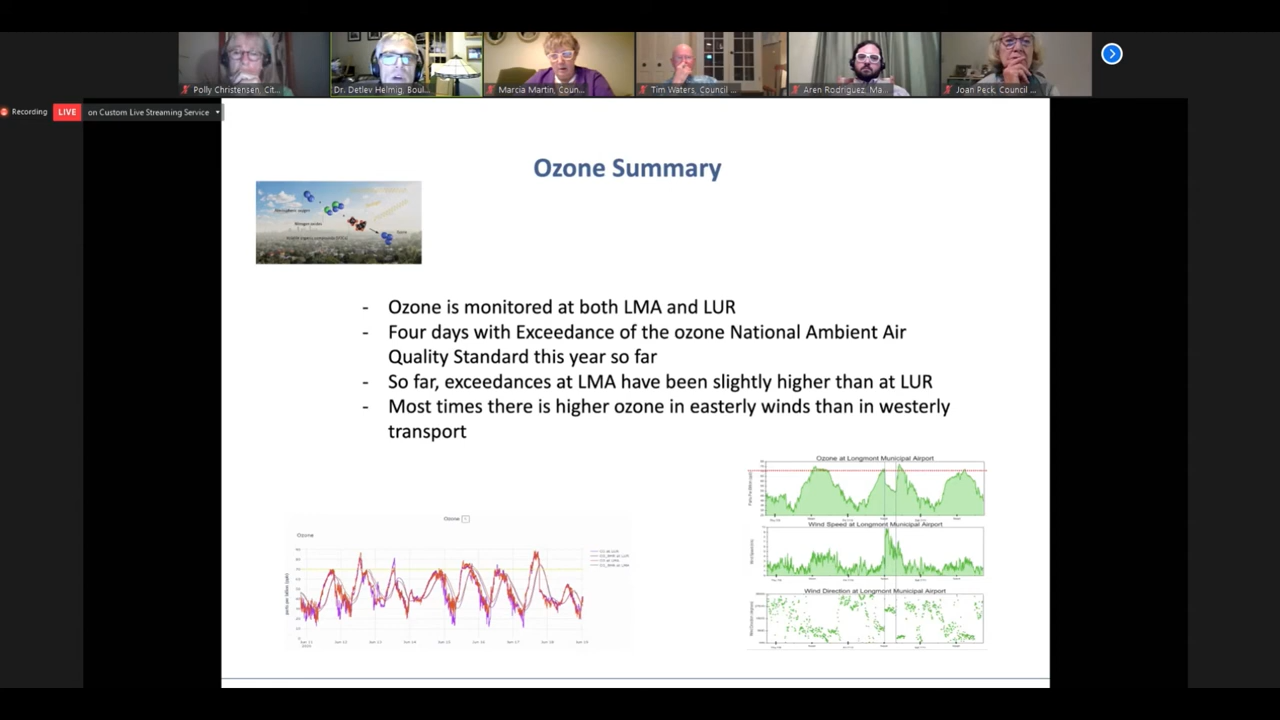 Polly Christensen, Cit...
Dr. Detlev Helmig, Boul...
Marcia Martin, Coun...
Tim Waters, Council ...
Aren Rodriguez, Ma...
Joan Peck, Council ...
Recording
LIVE
on Custom Live Streaming Service
Ozone Summary
- Ozone is monitored at both LMA and LUR
- Four days with Exceedance of the ozone National Ambient Air
Quality Standard this year so far
- So far, exceedances at LMA have been slightly higher than at LUR
- Most times there is higher ozone in easterly winds than in westerly
transport
Ozone at Longmont Municipal Airport
Wind Speed at Longmont Municipal Airport
Wind Direction at Longmont Municipal Airport
Ozone
Ozone